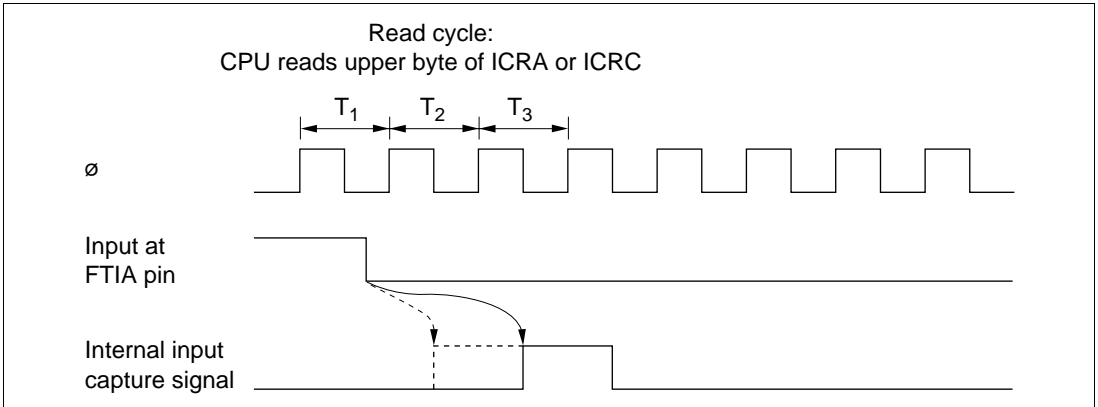 Read cycle:
CPU reads upper byte of ICRA or ICRC
T1 T2 T3
ø
Input at
FTIA pin
Internal input
capture signal